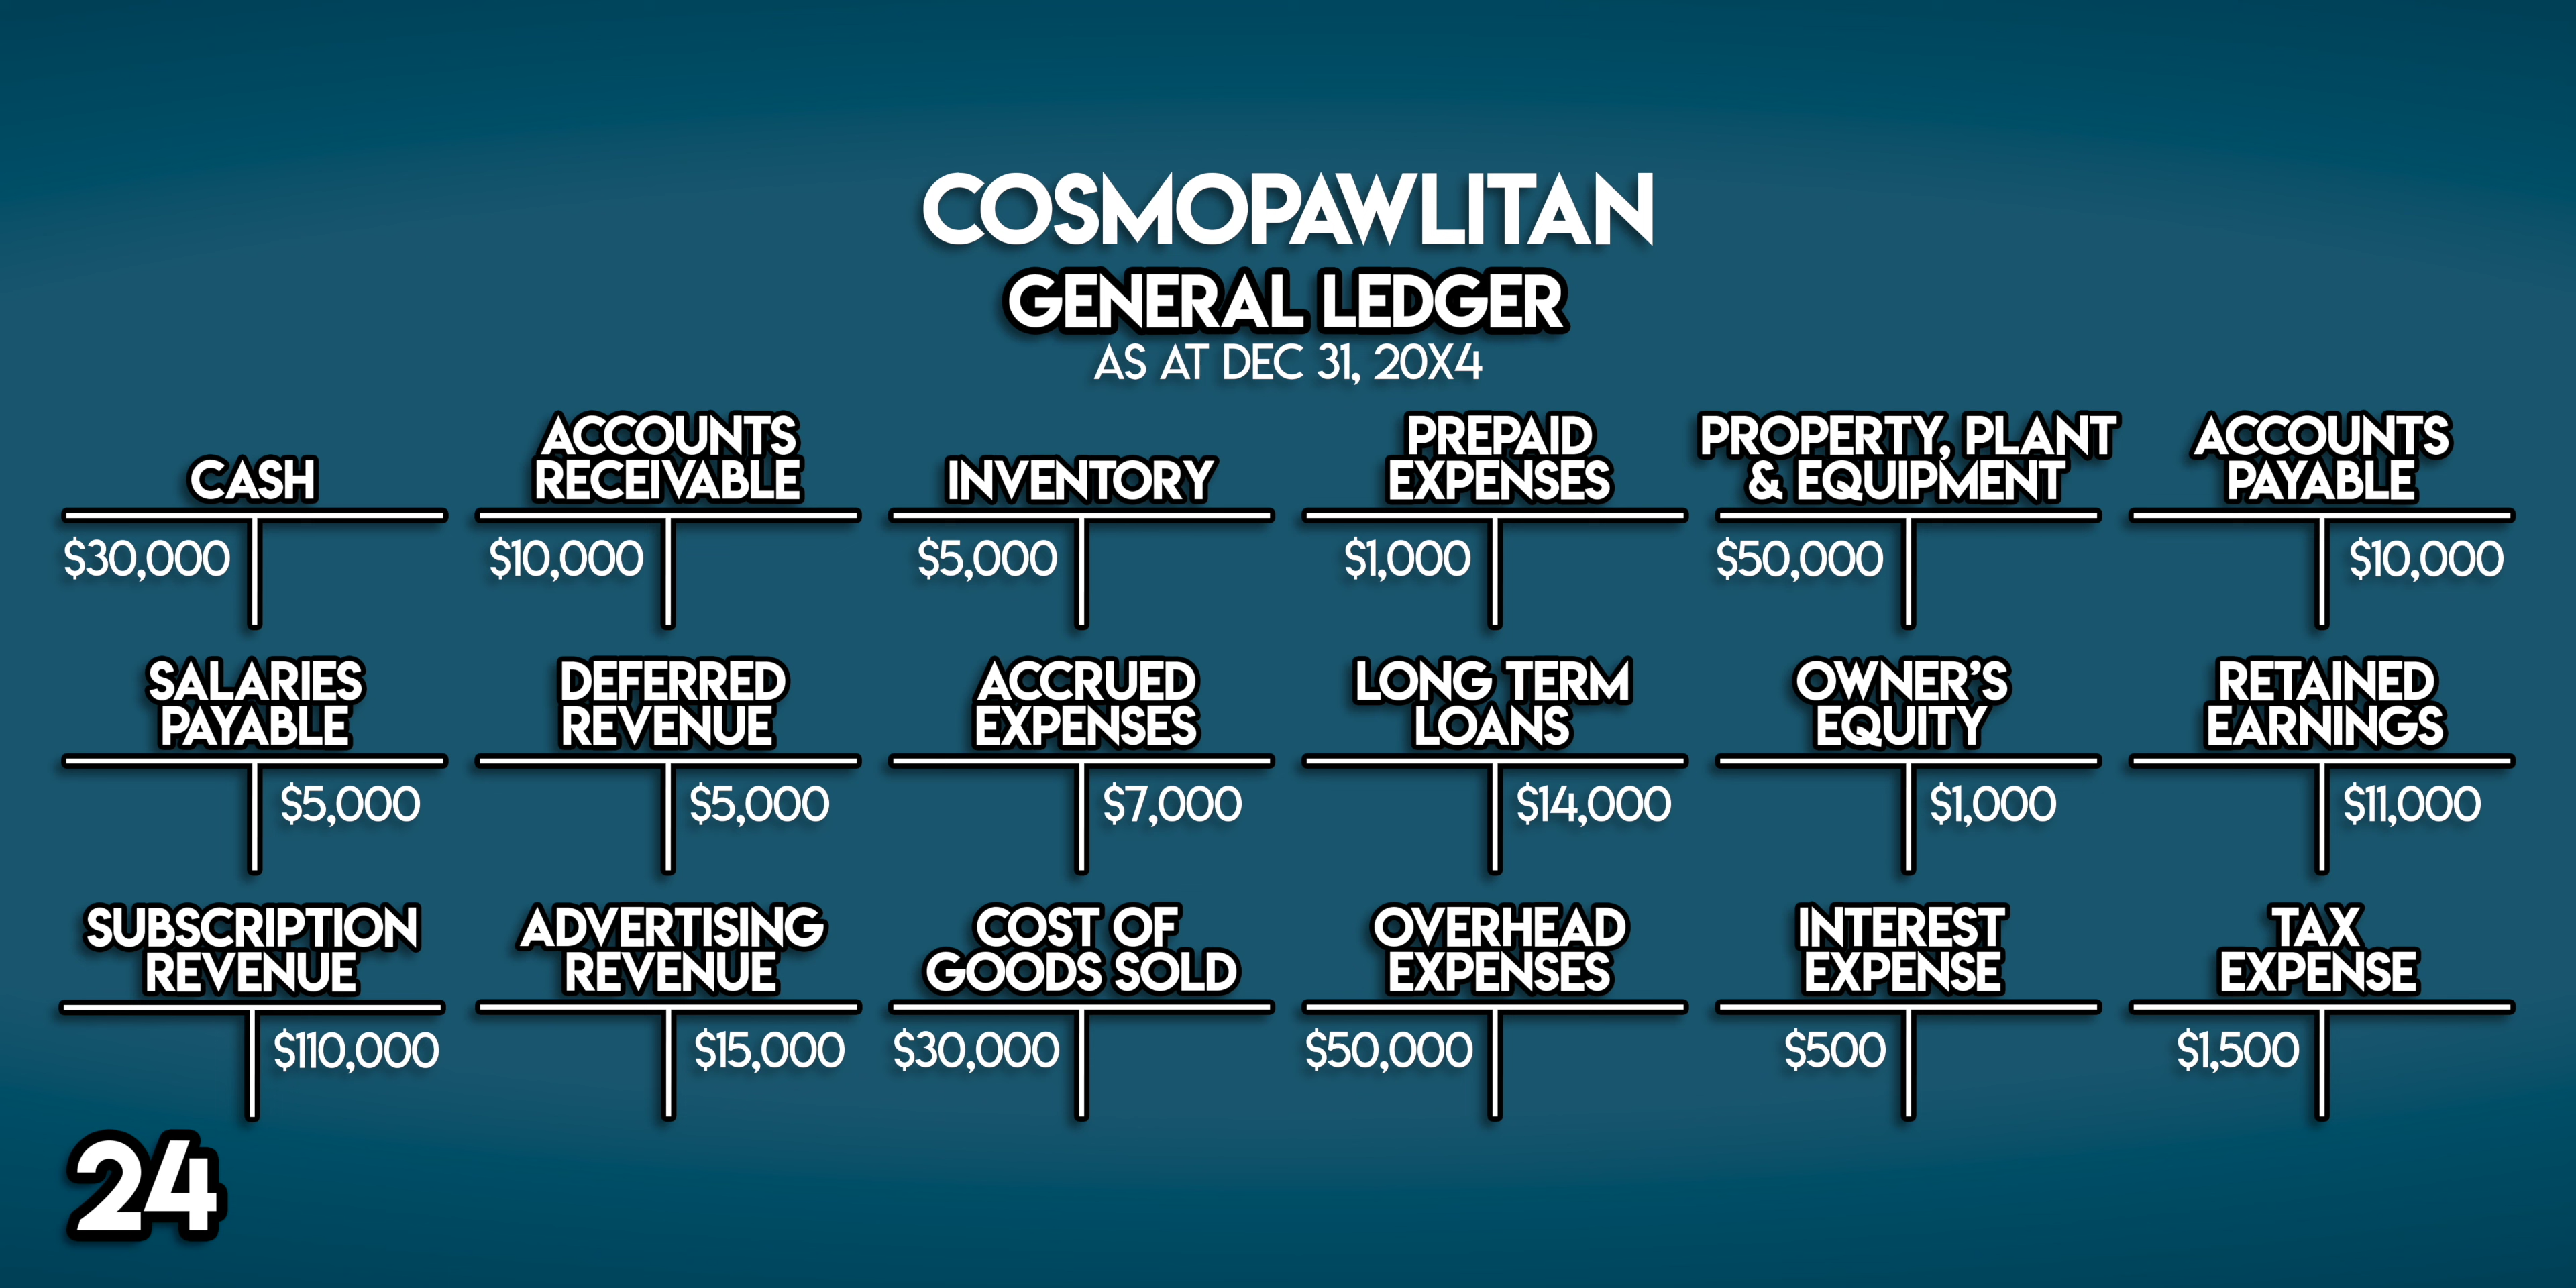 COSMOPAWLITAN
GENERAL LEDGER
AS AT DEC 31, 20X4
CASH
$30,000
ACCOUNTS
RECEIVABLE
$10,000
INVENTORY
$5,000
PREPAID
EXPENSES
$1,000
PROPERTY, PLANT
& EQUIPMENT
$50,000
ACCOUNTS
PAYABLE
$10,000
SALARIES
PAYABLE
$5,000
DEFERRED
REVENUE
$5,000
ACCRUED
EXPENSES
$7,000
LONG TERM
LOANS
$14,000
OWNER'S
EQUITY
$1,000
RETAINED
EARNINGS
$11,000
SUBSCRIPTION
REVENUE
$110,000
ADVERTISING
REVENUE
$15,000
COST OF
GOODS SOLD
$30,000
OVERHEAD
EXPENSES
$50,000
INTEREST
EXPENSE
$500
TAX
EXPENSE
$1,500
24